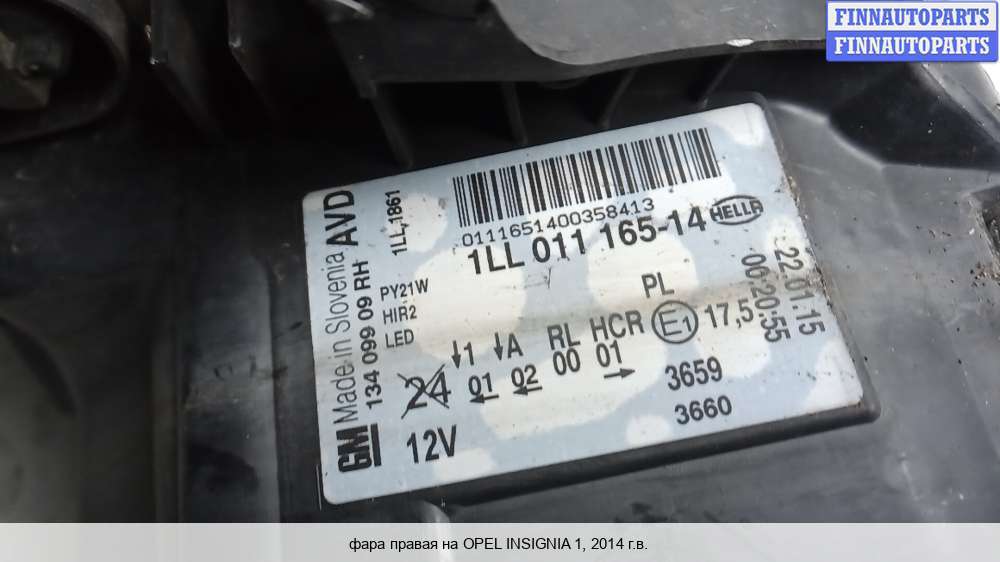 FINNAUTOPARTS
FINNAUTOPARTS
GM Made in Slovenia AVD
134 099 09 RH
1LL,1861
0111651400358413
1LL 011 165-14 HELLA
PY21W
HIR2
LED
PL
22.01.15
06:20:55
↓1 ↓A RL HCR E1 17,5
24 01 02 00 01
← ← →
3659
3660
12V
фара правая на OPEL INSIGNIA 1, 2014 г.в.